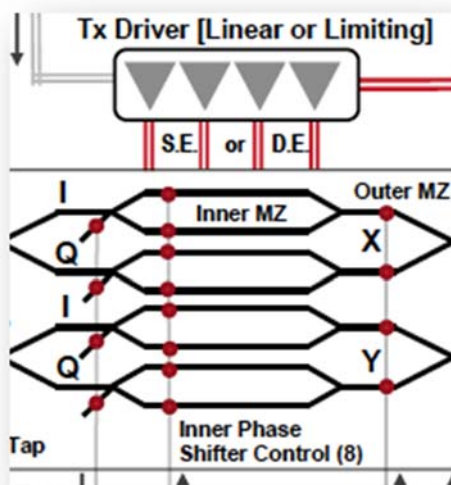 Tx Driver [Linear or Limiting]
S.E. or D.E.
I
Outer MZ
Inner MZ
Q
X
I
Q
Y
Inner Phase
Tap
Shifter Control (8)